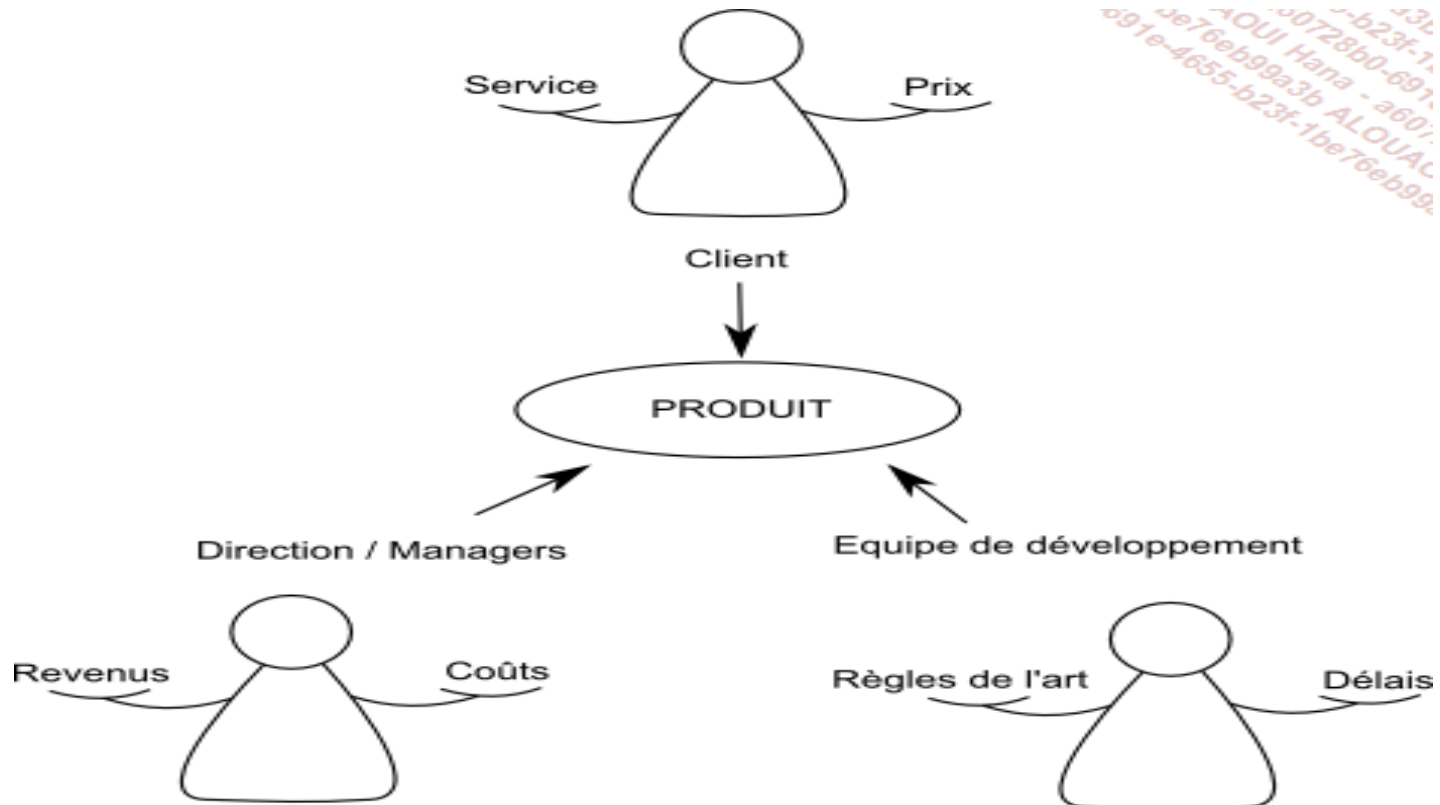 Service
Prix
Client
PRODUIT
Direction / Managers
Equipe de développement
Revenus
Coûts
Règles de l'art
Délais